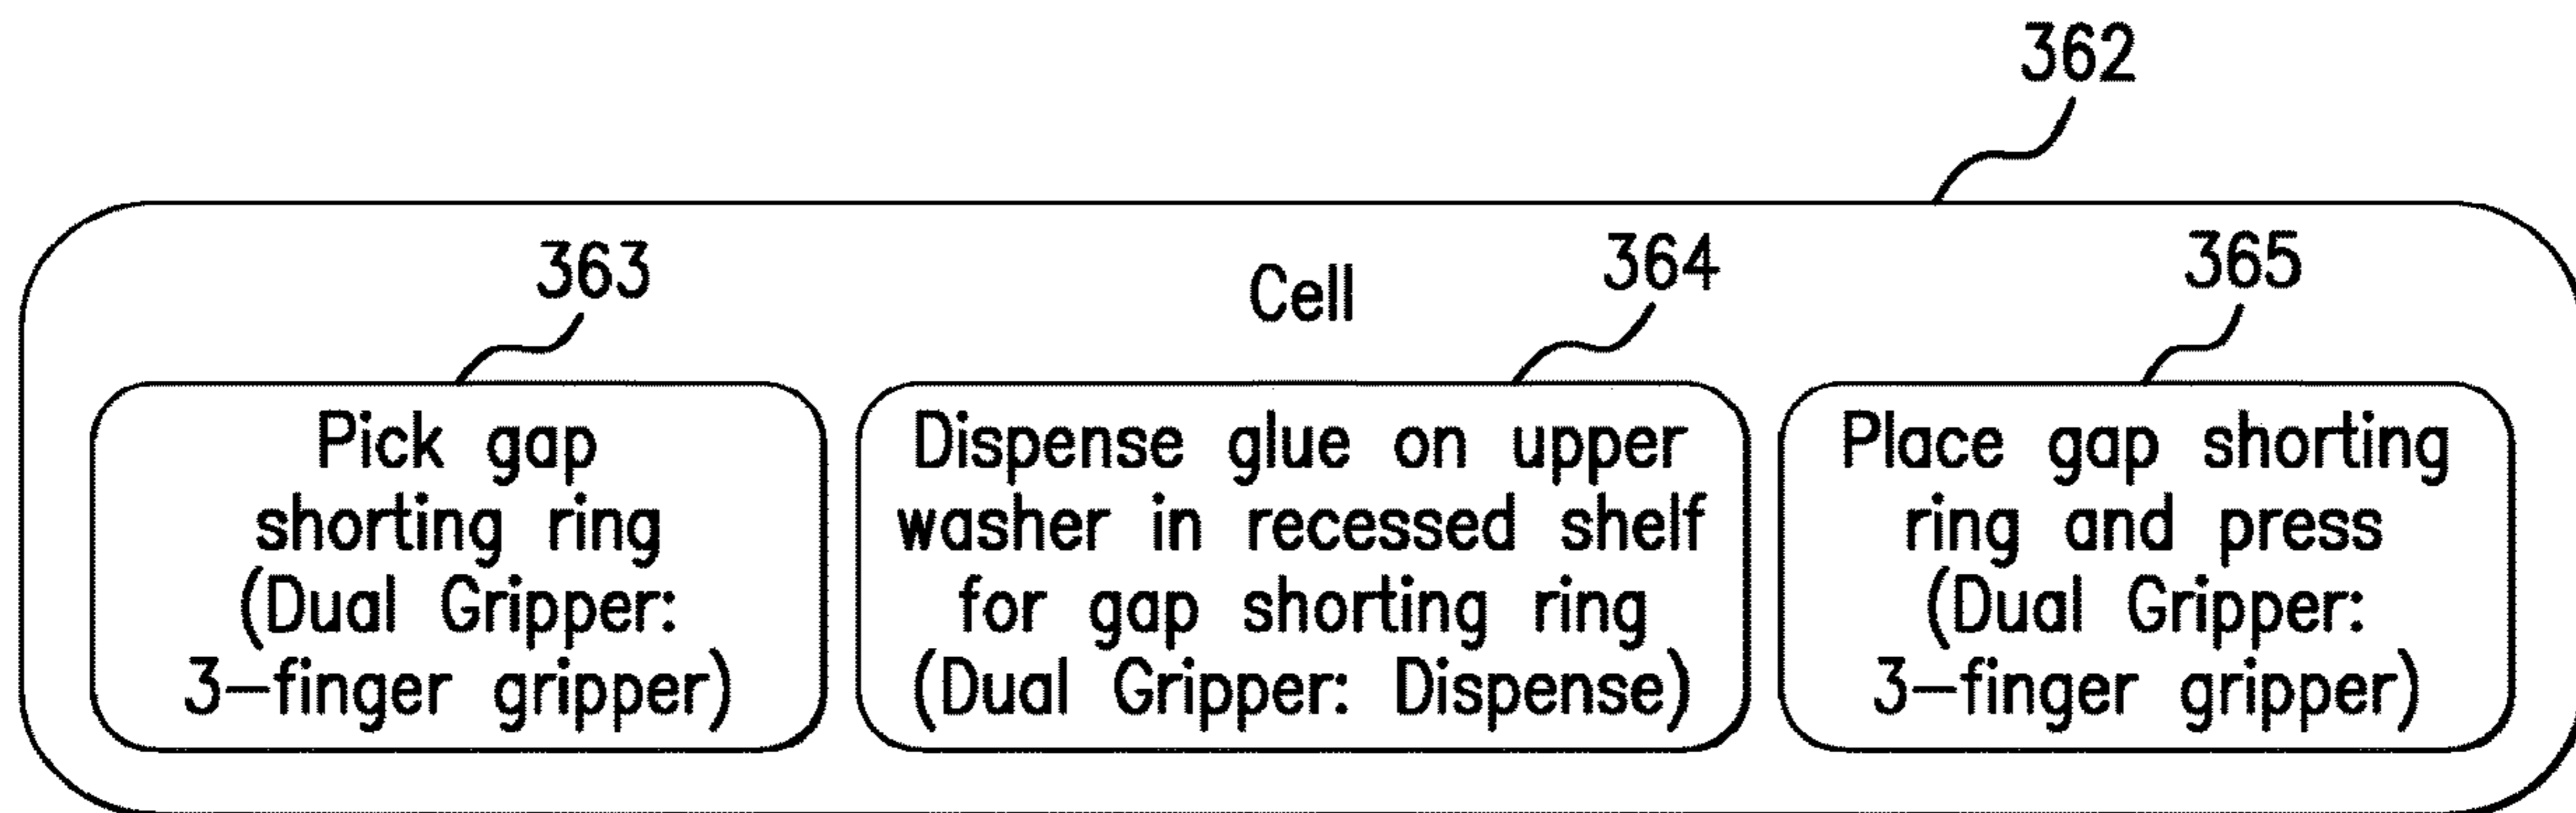 362
363
Cell
364
365
Pick gap
shorting ring
(Dual Gripper:
3-finger gripper)
Dispense glue on upper
washer in recessed shelf
for gap shorting ring
(Dual Gripper: Dispense)
Place gap shorting
ring and press
(Dual Gripper:
3-finger gripper)